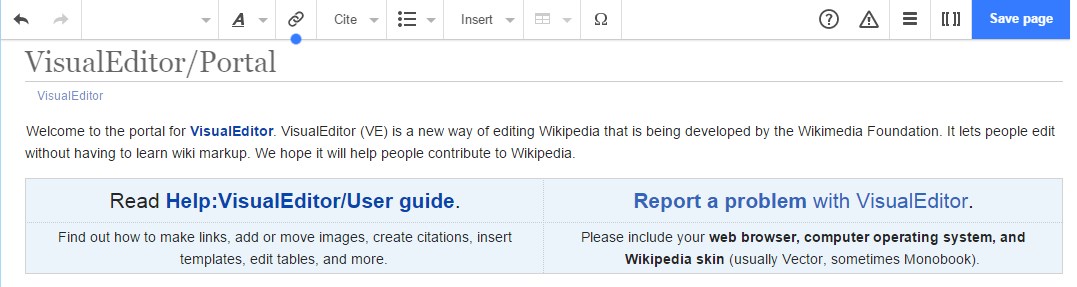 A Cite Insert Ω ? [[ ]] Save page
VisualEditor/Portal
VisualEditor
Welcome to the portal for VisualEditor. VisualEditor (VE) is a new way of editing Wikipedia that is being developed by the Wikimedia Foundation. It lets people edit
without having to learn wiki markup. We hope it will help people contribute to Wikipedia.
Read Help:VisualEditor/User guide.
Find out how to make links, add or move images, create citations, insert
templates, edit tables, and more.
Report a problem with VisualEditor.
Please include your web browser, computer operating system, and
Wikipedia skin (usually Vector, sometimes Monobook).